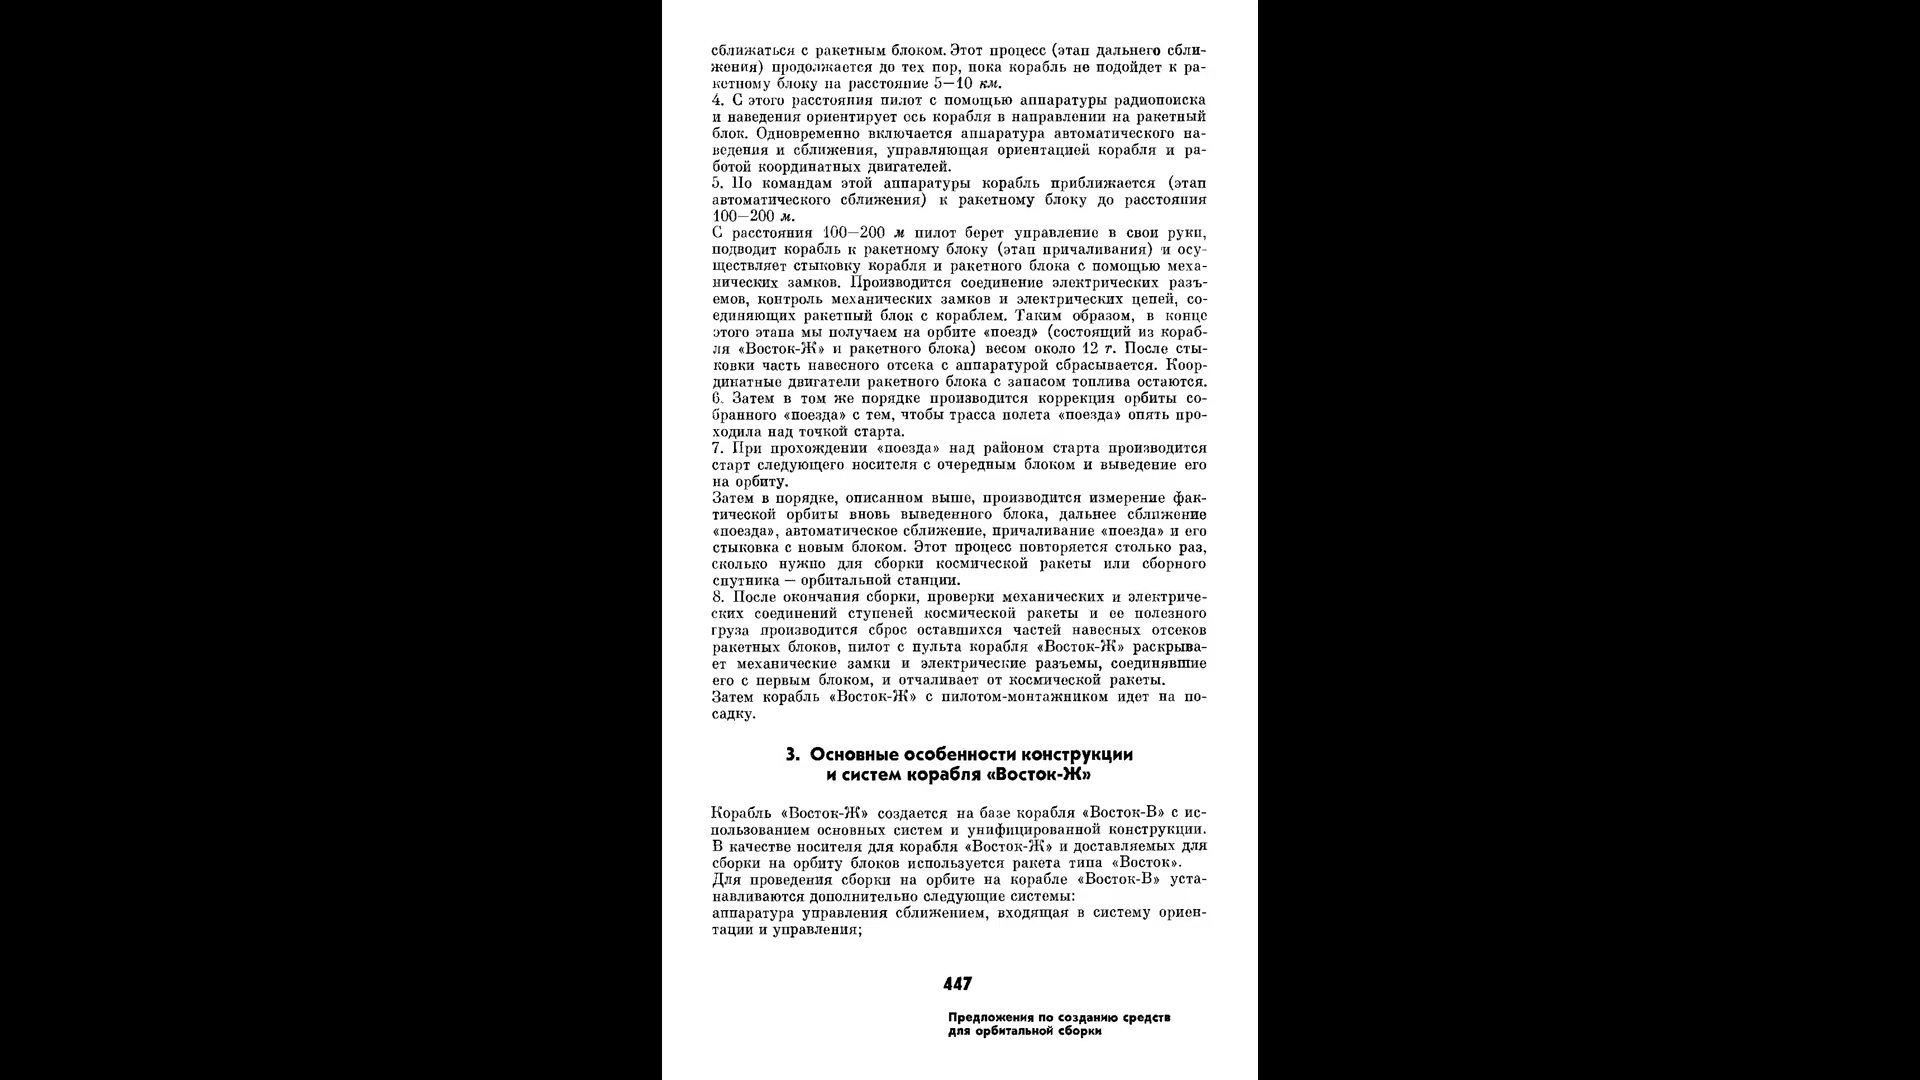 сближаться с ракетным блоком. Этот процесс (этап дальнего сбли-
жения) продолжается до тех пор, пока корабль не подойдет к ра-
кетному блоку на расстояние 5—10 км.
4. С этого расстояния пилот с помощью аппаратуры радиопоиска
и наведения ориентирует ось корабля в направлении на ракетный
блок. Одновременно включается аппаратура автоматического на-
ведения и сближения, управляющая ориентацией корабля и ра-
ботой координатных двигателей.
5. По командам этой аппаратуры корабль приближается (этап
автоматического сближения) к ракетному блоку до расстояния
100—200 м.
С расстояния 100—200 м пилот берет управление в свои руки,
подводит корабль к ракетному блоку (этап причаливания) и осу-
ществляет стыковку корабля и ракетного блока с помощью меха-
нических замков. Производится соединение электрических разъ-
емов, контроль механических замков и электрических цепей, со-
единяющих ракетный блок с кораблем. Таким образом, в конце
этого этапа мы получаем на орбите «поезд» (состоящий из кораб-
ля «Восток-Ж» и ракетного блока) весом около 12 т. После сты-
ковки часть навесного отсека с аппаратурой сбрасывается. Коор-
динатные двигатели ракетного блока с запасом топлива остаются.
6. Затем в том же порядке производится коррекция орбиты со-
бранного «поезда» с тем, чтобы трасса полета «поезда» опять про-
ходила над точкой старта.
7. При прохождении «поезда» над районом старта производится
старт следующего носителя с очередным блоком и выведение его
на орбиту.
Затем в порядке, описанном выше, производится измерение фак-
тической орбиты вновь выведенного блока, дальнее сближение
«поезда», автоматическое сближение, причаливание «поезда» и его
стыковка с новым блоком. Этот процесс повторяется столько раз,
сколько нужно для сборки космической ракеты или сборного
спутника — орбитальной станции.
8. После окончания сборки, проверки механических и электриче-
ских соединений ступеней космической ракеты и ее полезного
груза производится сброс оставшихся частей навесных отсеков
ракетных блоков, пилот с пульта корабля «Восток-Ж» раскрыва-
ет механические замки и электрические разъемы, соединявшие
его с первым блоком, и отчаливает от космической ракеты.
Затем корабль «Восток-Ж» с пилотом-монтажником идет на по-
садку.
3. Основные особенности конструкции
и систем корабля «Восток-Ж»
Корабль «Восток-Ж» создается на базе корабля «Восток-В» с ис-
пользованием основных систем и унифицированной конструкции.
В качестве носителя для корабля «Восток-Ж» и доставляемых для
сборки на орбиту блоков используется ракета типа «Восток».
Для проведения сборки на орбите на корабле «Восток-В» уста-
навливаются дополнительно следующие системы:
аппаратура управления сближением, входящая в систему ориен-
тации и управления;
447
Предложения по созданию средств
для орбитальной сборки